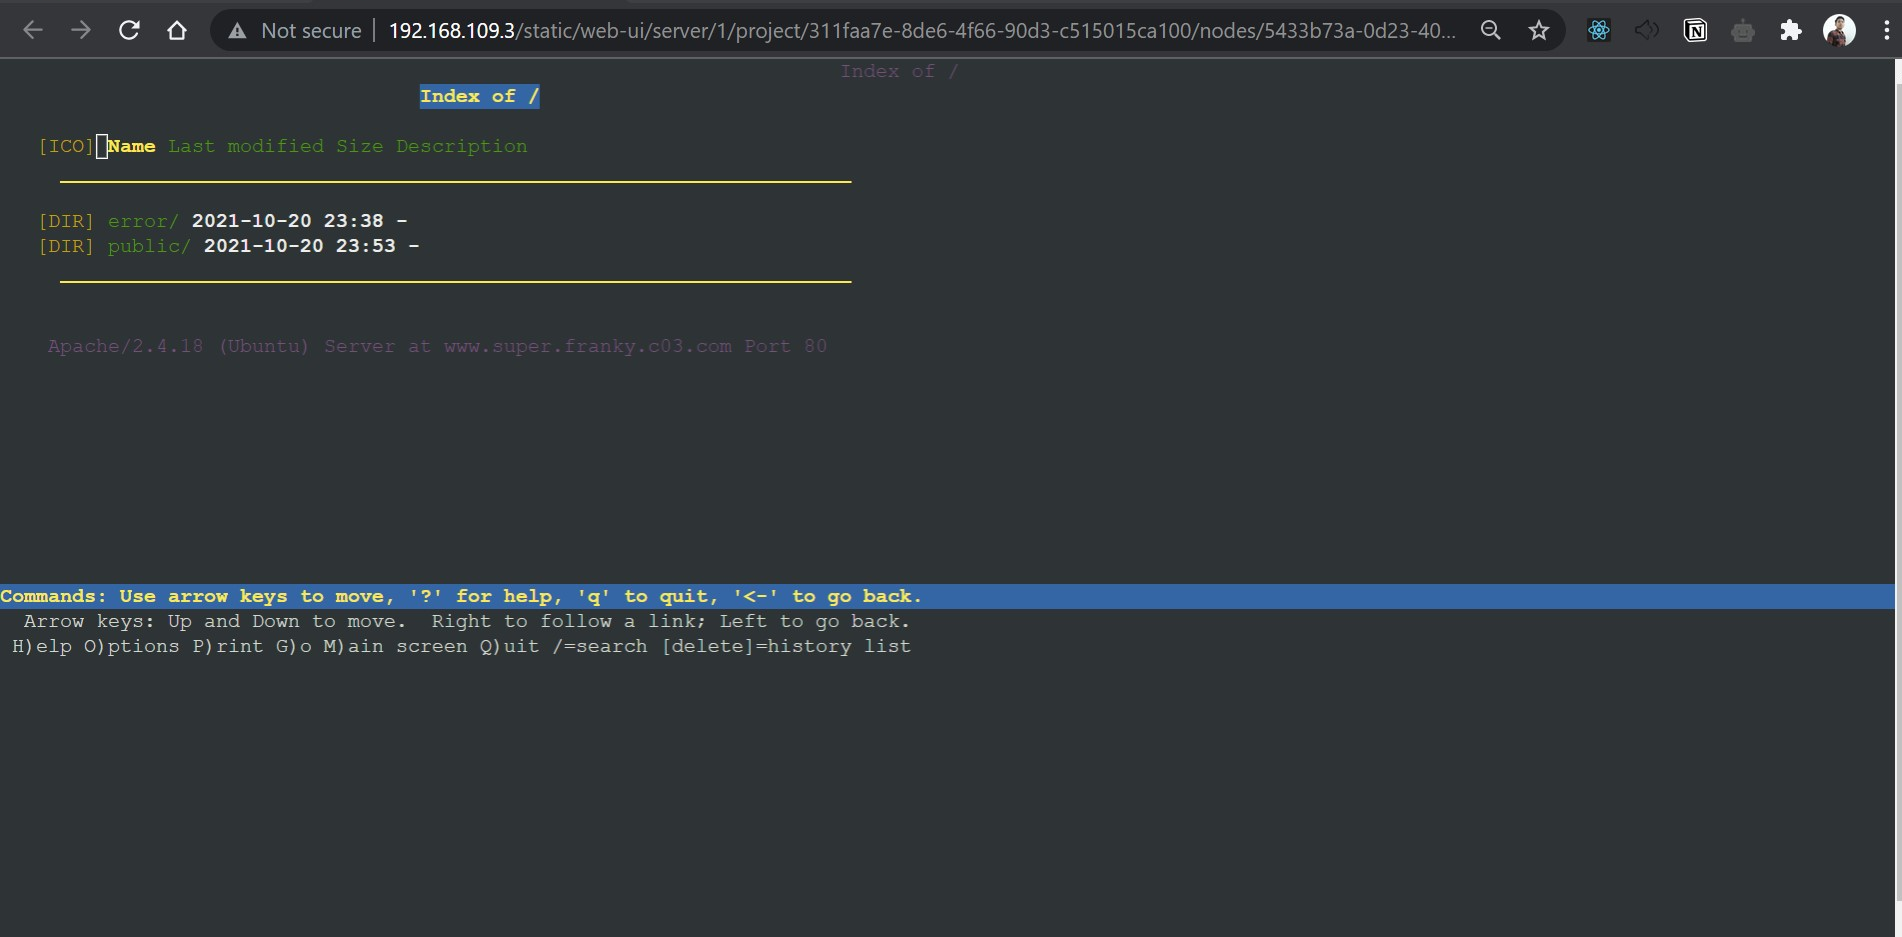 Not secure 192.168.109.3/static/web-ui/server/1/project/311faa7e-8de6-4f66-90d3-c515015ca100/nodes/5433b73a-0d23-40...
Index of /
Index of /
[ICO] Name Last modified Size Description
[DIR] error/ 2021-10-20 23:38 -
[DIR] public/ 2021-10-20 23:53 -
Apache/2.4.18 (Ubuntu) Server at www.super.franky.c03.com Port 80
Commands: Use arrow keys to move, '?' for help, 'q' to quit, '<-' to go back.
Arrow keys: Up and Down to move.  Right to follow a link; Left to go back.
H)elp O)ptions P)rint G)o M)ain screen Q)uit /=search [delete]=history list